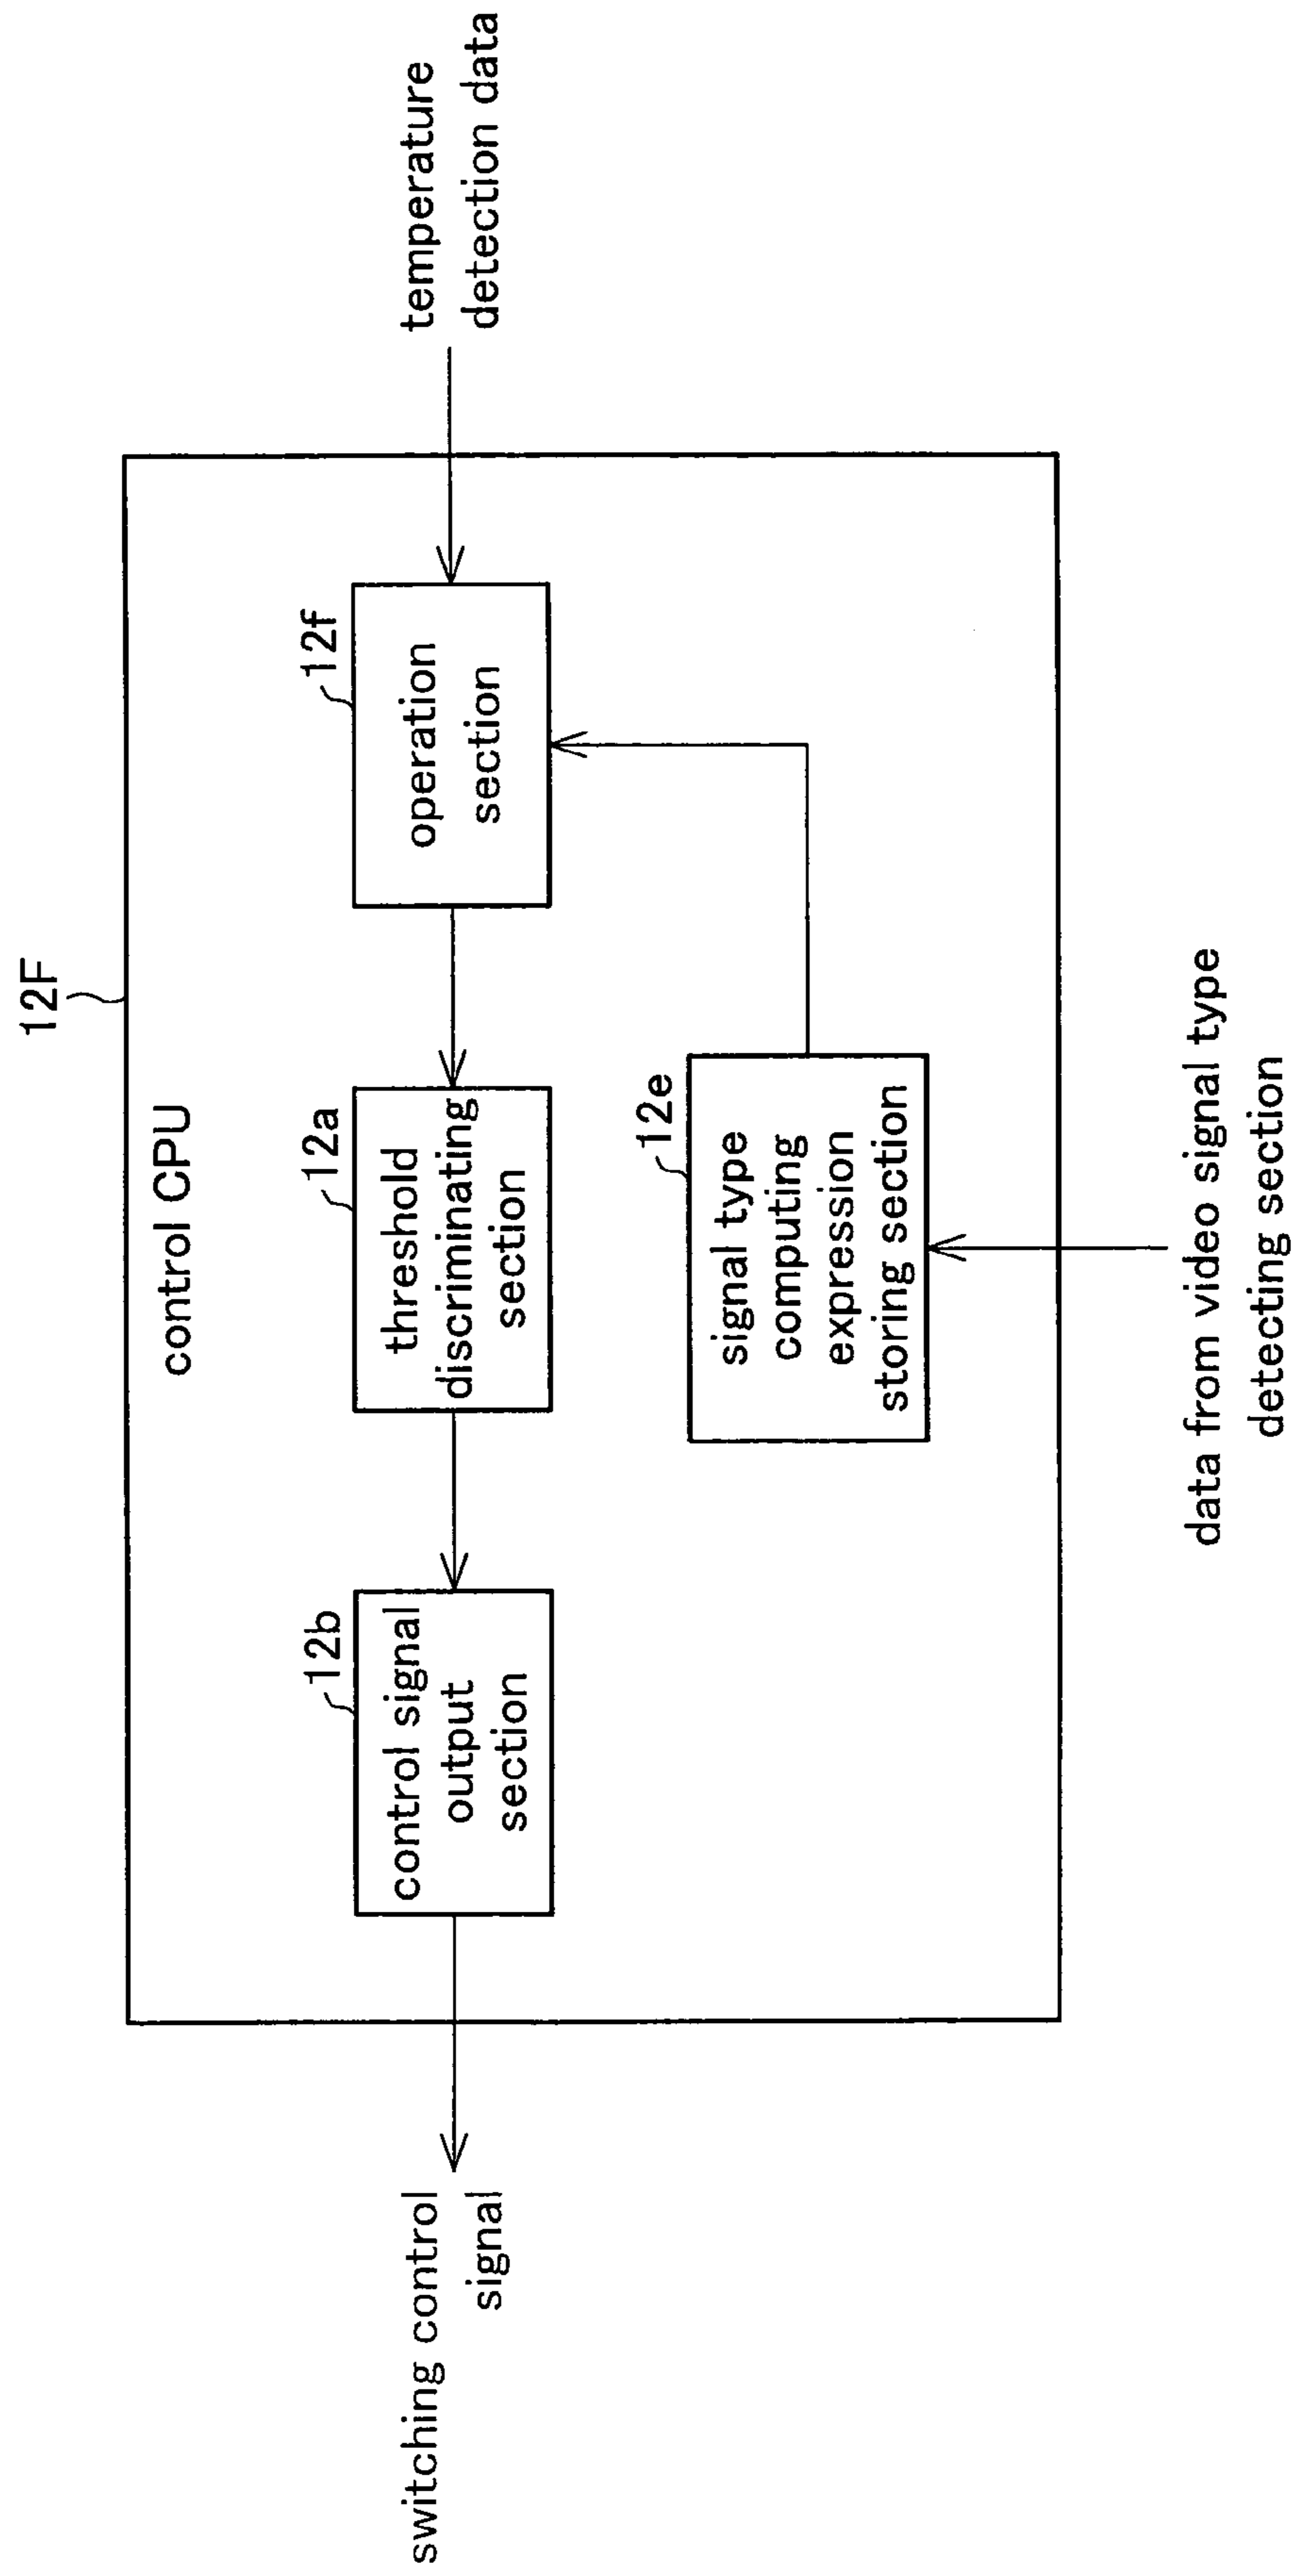 12F
control CPU
switching control
signal
12b
control signal
output
section
12a
threshold
discriminating
section
12f
operation
section
temperature
detection data
12e
signal type
computing
expression
storing section
data from video signal type
detecting section